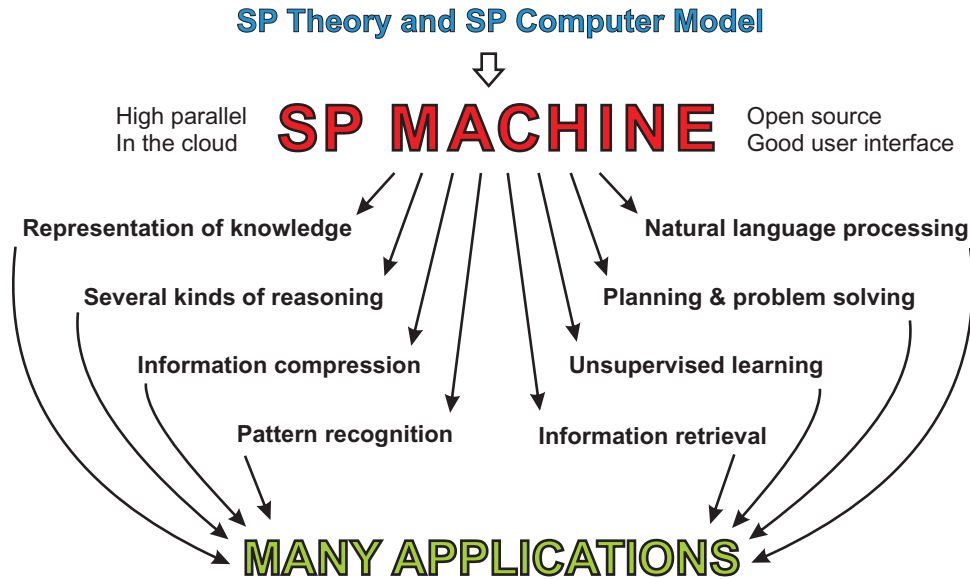 SP Theory and SP Computer Model
High parallel
In the cloud
SP MACHINE
Open source
Good user interface
Representation of knowledge
Natural language processing
Several kinds of reasoning
Planning & problem solving
Information compression
Unsupervised learning
Pattern recognition
Information retrieval
MANY APPLICATIONS